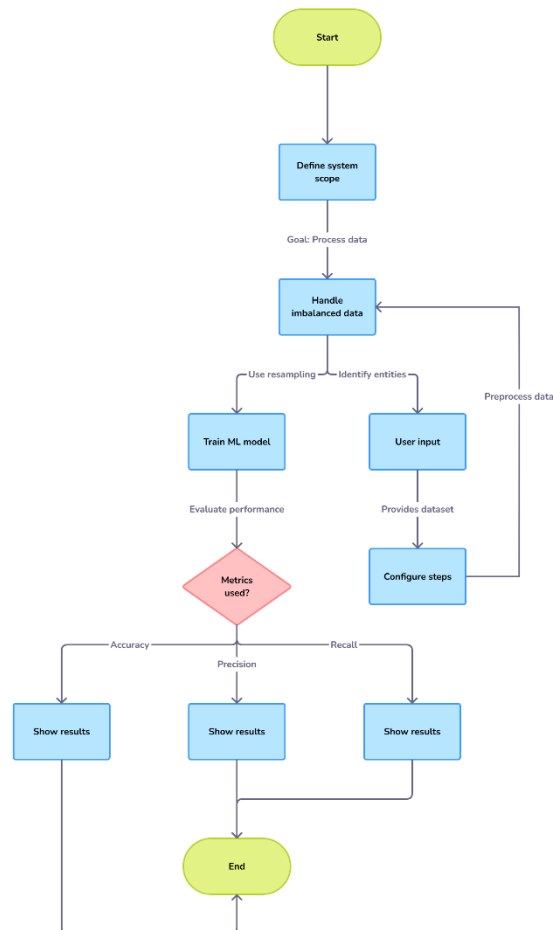 Start
Define system
scope
Goal: Process data
Handle
imbalanced data
Use resampling
Identify entities
Preprocess data
Train ML model
User input
Evaluate performance
Provides dataset
Metrics
used?
Configure steps
Accuracy
Recall
Precision
Show results
Show results
Show results
End